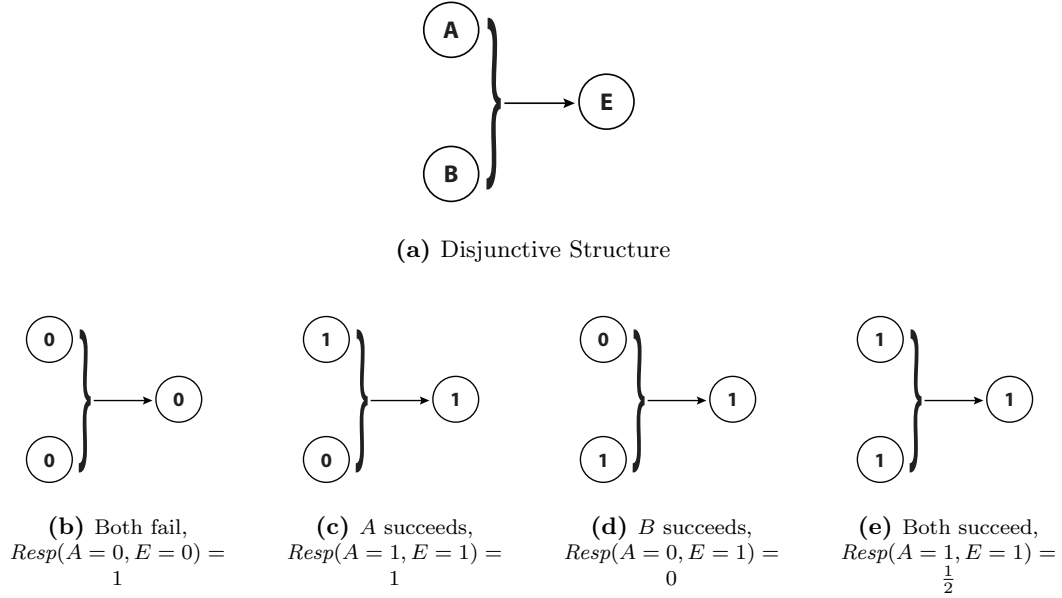 A
E
B
(a) Disjunctive Structure
0
0
0
1
1
0
0
1
1
1
1
1
(b) Both fail,
Resp(A = 0, E = 0) =
1
(c) A succeeds,
Resp(A = 1, E = 1) =
1
(d) B succeeds,
Resp(A = 0, E = 1) =
0
(e) Both succeed,
Resp(A = 1, E = 1) =
1
2